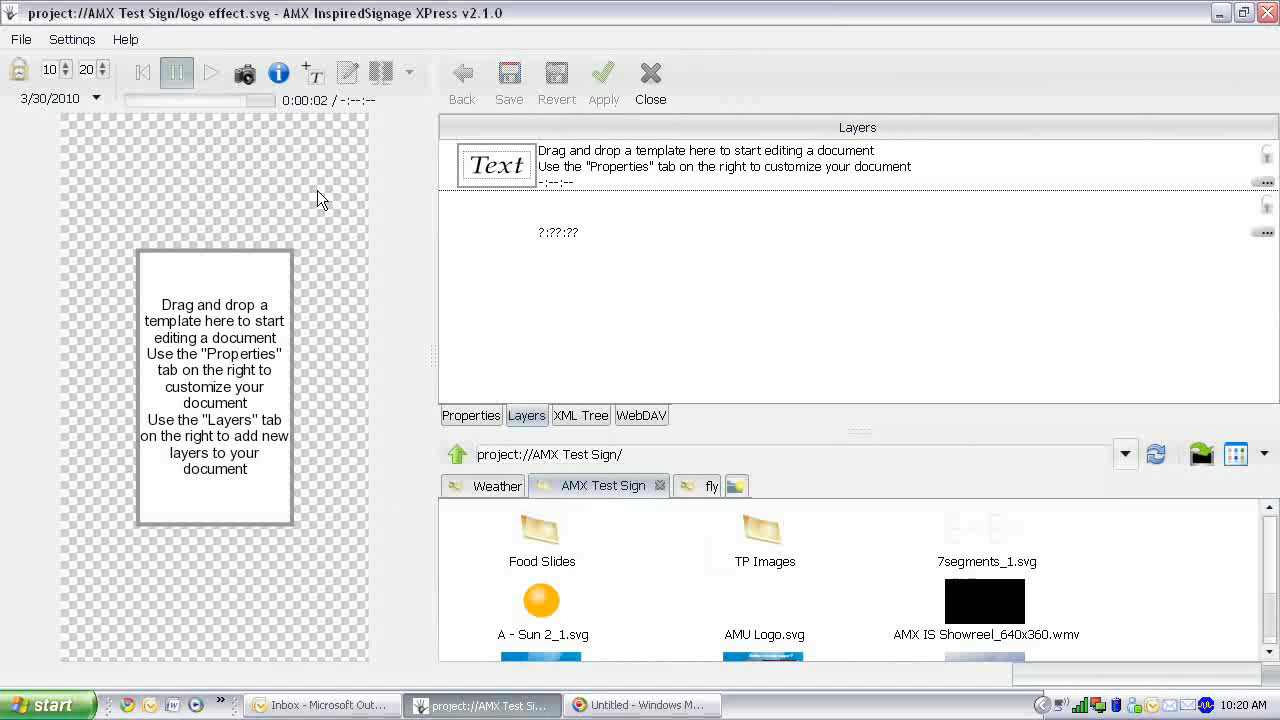 project://AMX Test Sign/logo effect.svg - AMX InspiredSignage XPress v2.1.0
File Settings Help
10 20
3/30/2010 0:00:02 / -:--:--
Back Save Revert Apply Close
Layers
Text
Drag and drop a template here to start editing a document
Use the "Properties" tab on the right to customize your document
-:--:--
...
?:??:??
...
Drag and drop a
template here to start
editing a document
Use the "Properties"
tab on the right to
customize your
document
Use the "Layers" tab
on the right to add new
layers to your
document
Properties Layers XML Tree WebDAV
project://AMX Test Sign/
Weather AMX Test Sign fly
Food Slides TP Images 7segments_1.svg
A - Sun 2_1.svg AMU Logo.svg AMX IS Showreel_640x360.wmv
start Inbox - Microsoft Out... project://AMX Test Si... Untitled - Windows M... 10:20 AM